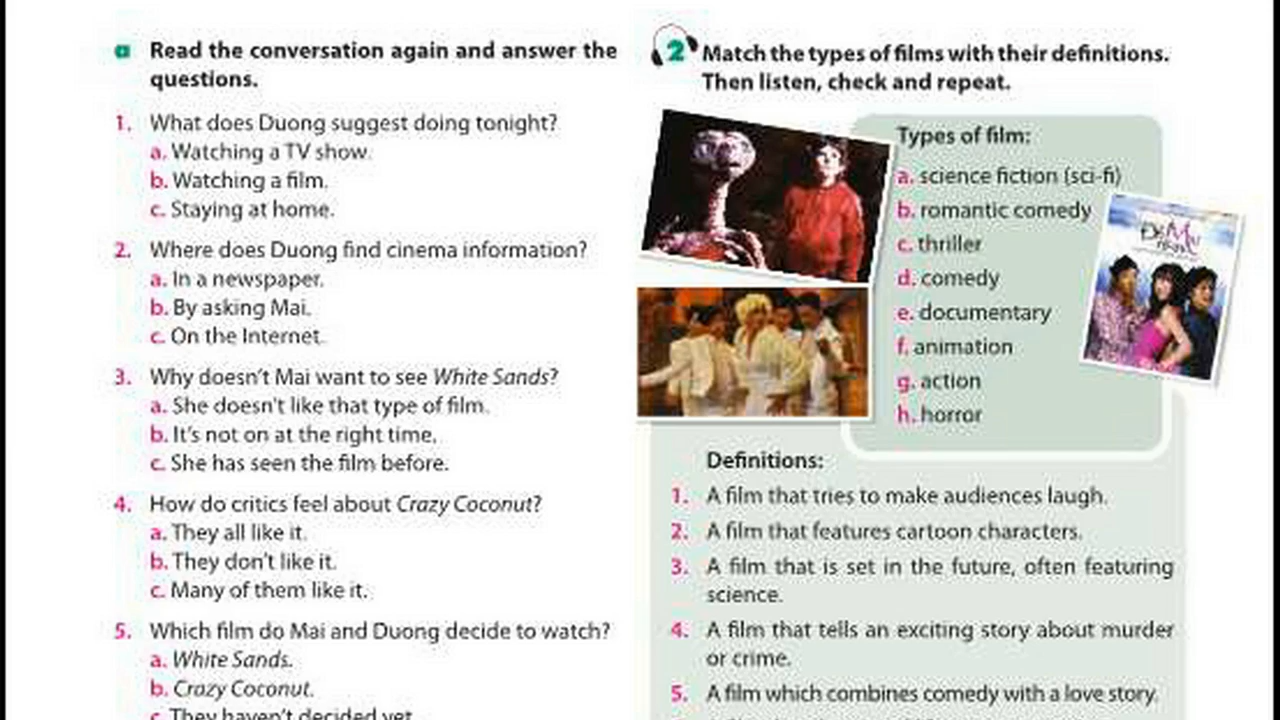 a Read the conversation again and answer the
questions.
1. What does Duong suggest doing tonight?
a. Watching a TV show.
b. Watching a film.
c. Staying at home.
2. Where does Duong find cinema information?
a. In a newspaper.
b. By asking Mai.
c. On the Internet.
3. Why doesn't Mai want to see White Sands?
a. She doesn't like that type of film.
b. It's not on at the right time.
c. She has seen the film before.
4. How do critics feel about Crazy Coconut?
a. They all like it.
b. They don't like it.
c. Many of them like it.
5. Which film do Mai and Duong decide to watch?
a. White Sands.
b. Crazy Coconut.
c. They haven't decided yet.
2 Match the types of films with their definitions.
Then listen, check and repeat.
Types of film:
a. science fiction (sci-fi)
b. romantic comedy
c. thriller
d. comedy
e. documentary
f. animation
g. action
h. horror
Definitions:
1. A film that tries to make audiences laugh.
2. A film that features cartoon characters.
3. A film that is set in the future, often featuring
science.
4. A film that tells an exciting story about murder
or crime.
5. A film which combines comedy with a love story.